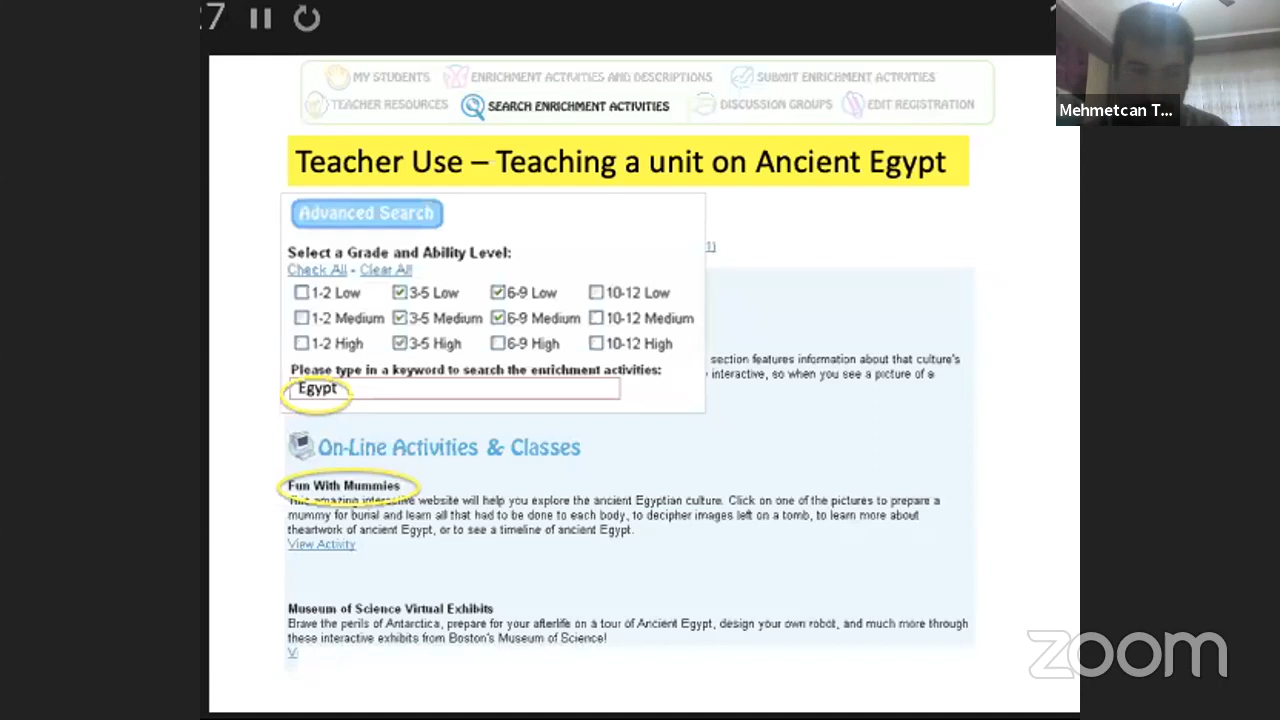 27
Mehmetcan T...
MY STUDENTS ENRICHMENT ACTIVITIES AND DESCRIPTIONS SUBMIT ENRICHMENT ACTIVITIES
TEACHER RESOURCES SEARCH ENRICHMENT ACTIVITIES DISCUSSION GROUPS EDIT REGISTRATION
Teacher Use – Teaching a unit on Ancient Egypt
Advanced Search
1)
Select a Grade and Ability Level:
Check All - Clear All
1-2 Low 3-5 Low 6-9 Low 10-12 Low
1-2 Medium 3-5 Medium 6-9 Medium 10-12 Medium
1-2 High 3-5 High 6-9 High 10-12 High
section features information about that culture's
interactive, so when you see a picture of a
Please type in a keyword to search the enrichment activities:
Egypt
On-Line Activities & Classes
Fun With Mummies
This amazing interactive website will help you explore the ancient Egyptian culture. Click on one of the pictures to prepare a
mummy for burial and learn all that had to be done to each body, to decipher images left on a tomb, to learn more about
theartwork of ancient Egypt, or to see a timeline of ancient Egypt.
View Activity
Museum of Science Virtual Exhibits
Brave the perils of Antarctica, prepare for your afterlife on a tour of Ancient Egypt, design your own robot, and much more through
these interactive exhibits from Boston's Museum of Science!
zoom